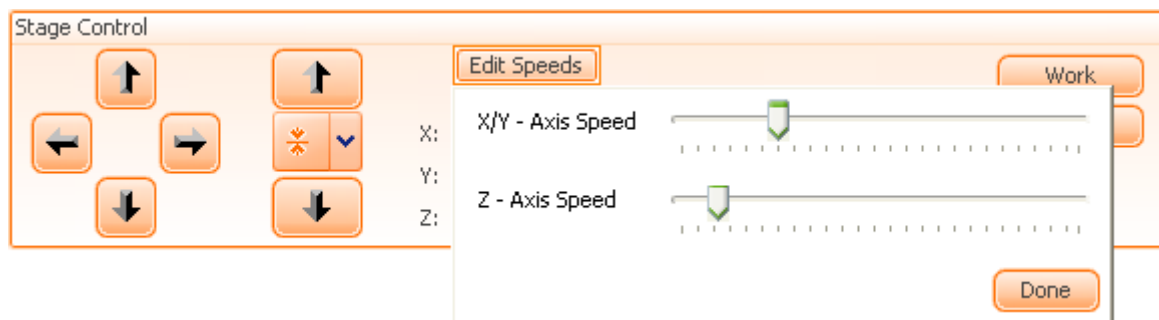 Stage Control
Edit Speeds
Work
X/Y - Axis Speed
X:
Y:
Z - Axis Speed
Z:
Done